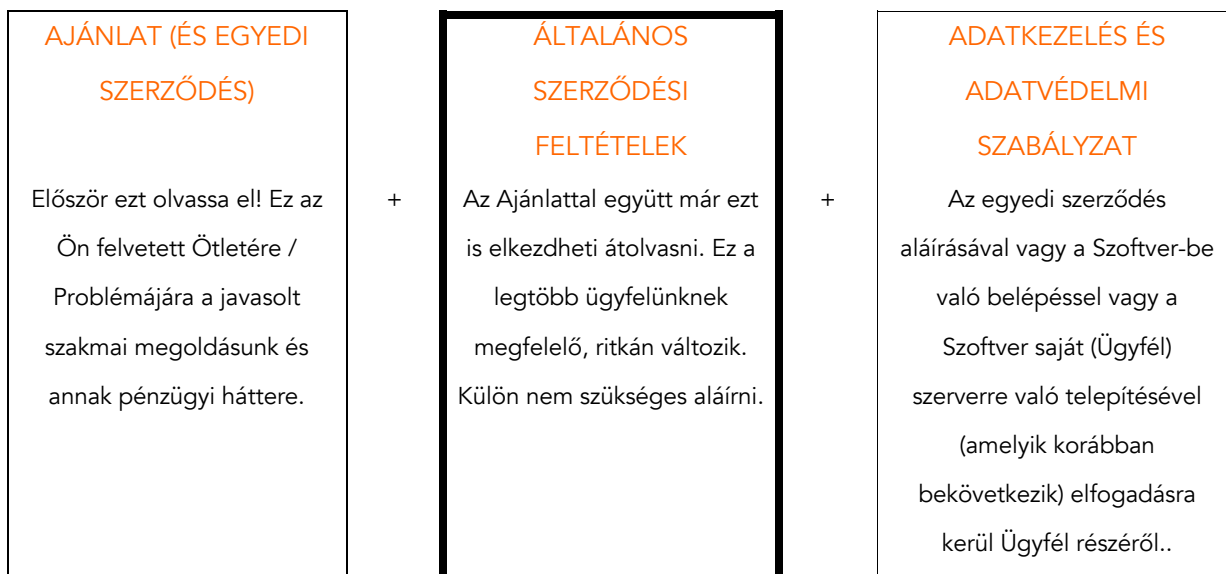 AJÁNLAT (ÉS EGYEDI
SZERZŐDÉS)
Először ezt olvassa el! Ez az
Ön felvetett Ötletére /
Problémájára a javasolt
szakmai megoldásunk és
annak pénzügyi háttere.
+
ÁLTALÁNOS
SZERZŐDÉSI
FELTÉTELEK
Az Ajánlattal együtt már ezt
is elkezdheti átolvasni. Ez a
legtöbb ügyfelünknek
megfelelő, ritkán változik.
Külön nem szükséges aláírni.
+
ADATKEZELÉS ÉS
ADATVÉDELMI
SZABÁLYZAT
Az egyedi szerződés
aláírásával vagy a Szoftver-be
való belépéssel vagy a
Szoftver saját (Ügyfél)
szerverre való telepítésével
(amelyik korábban
bekövetkezik) elfogadásra
kerül Ügyfél részéről..